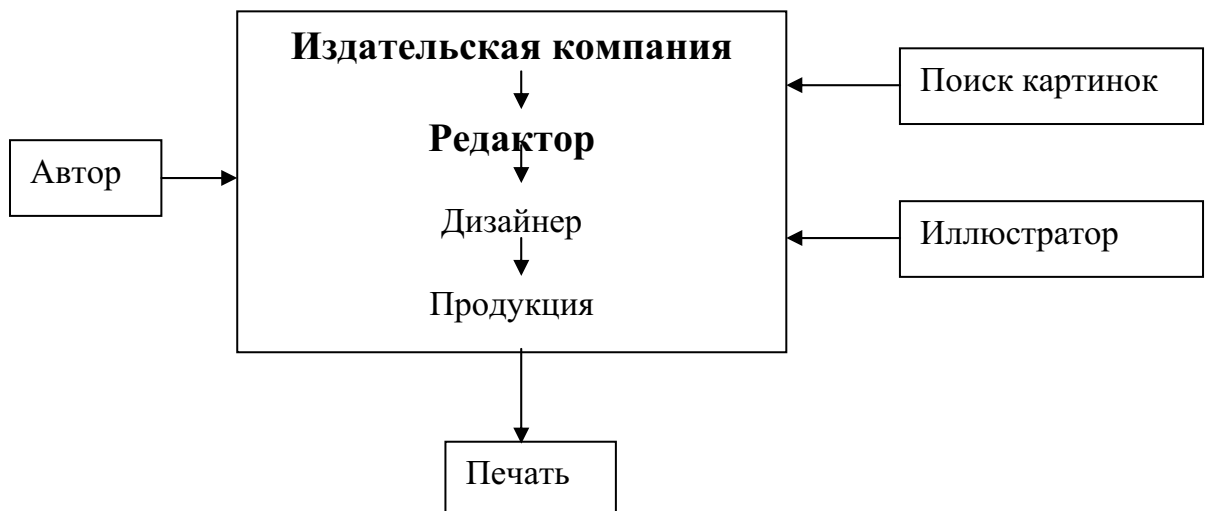 Издательская компания
Поиск картинок
Редактор
Автор
Дизайнер
Иллюстратор
Продукция
Печать